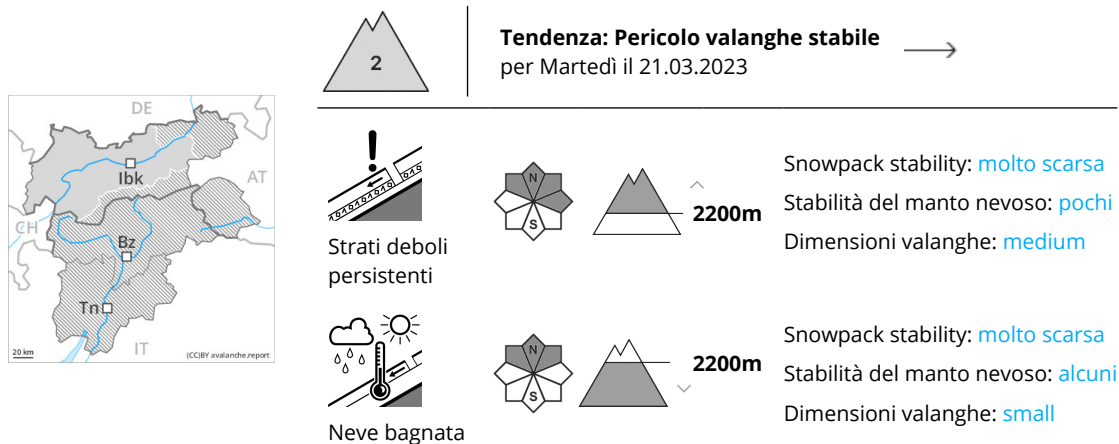 2
Tendenza: Pericolo valanghe stabile
per Martedì il 21.03.2023
DE
Ibk
AT
CH
Bz
Tn
IT
20 km
(CC)BY avalanche.report
Strati deboli
persistenti
N
S
2200m
Snowpack stability: molto scarsa
Stabilità del manto nevoso: pochi
Dimensioni valanghe: medium
Neve bagnata
N
S
2200m
Snowpack stability: molto scarsa
Stabilità del manto nevoso: alcuni
Dimensioni valanghe: small